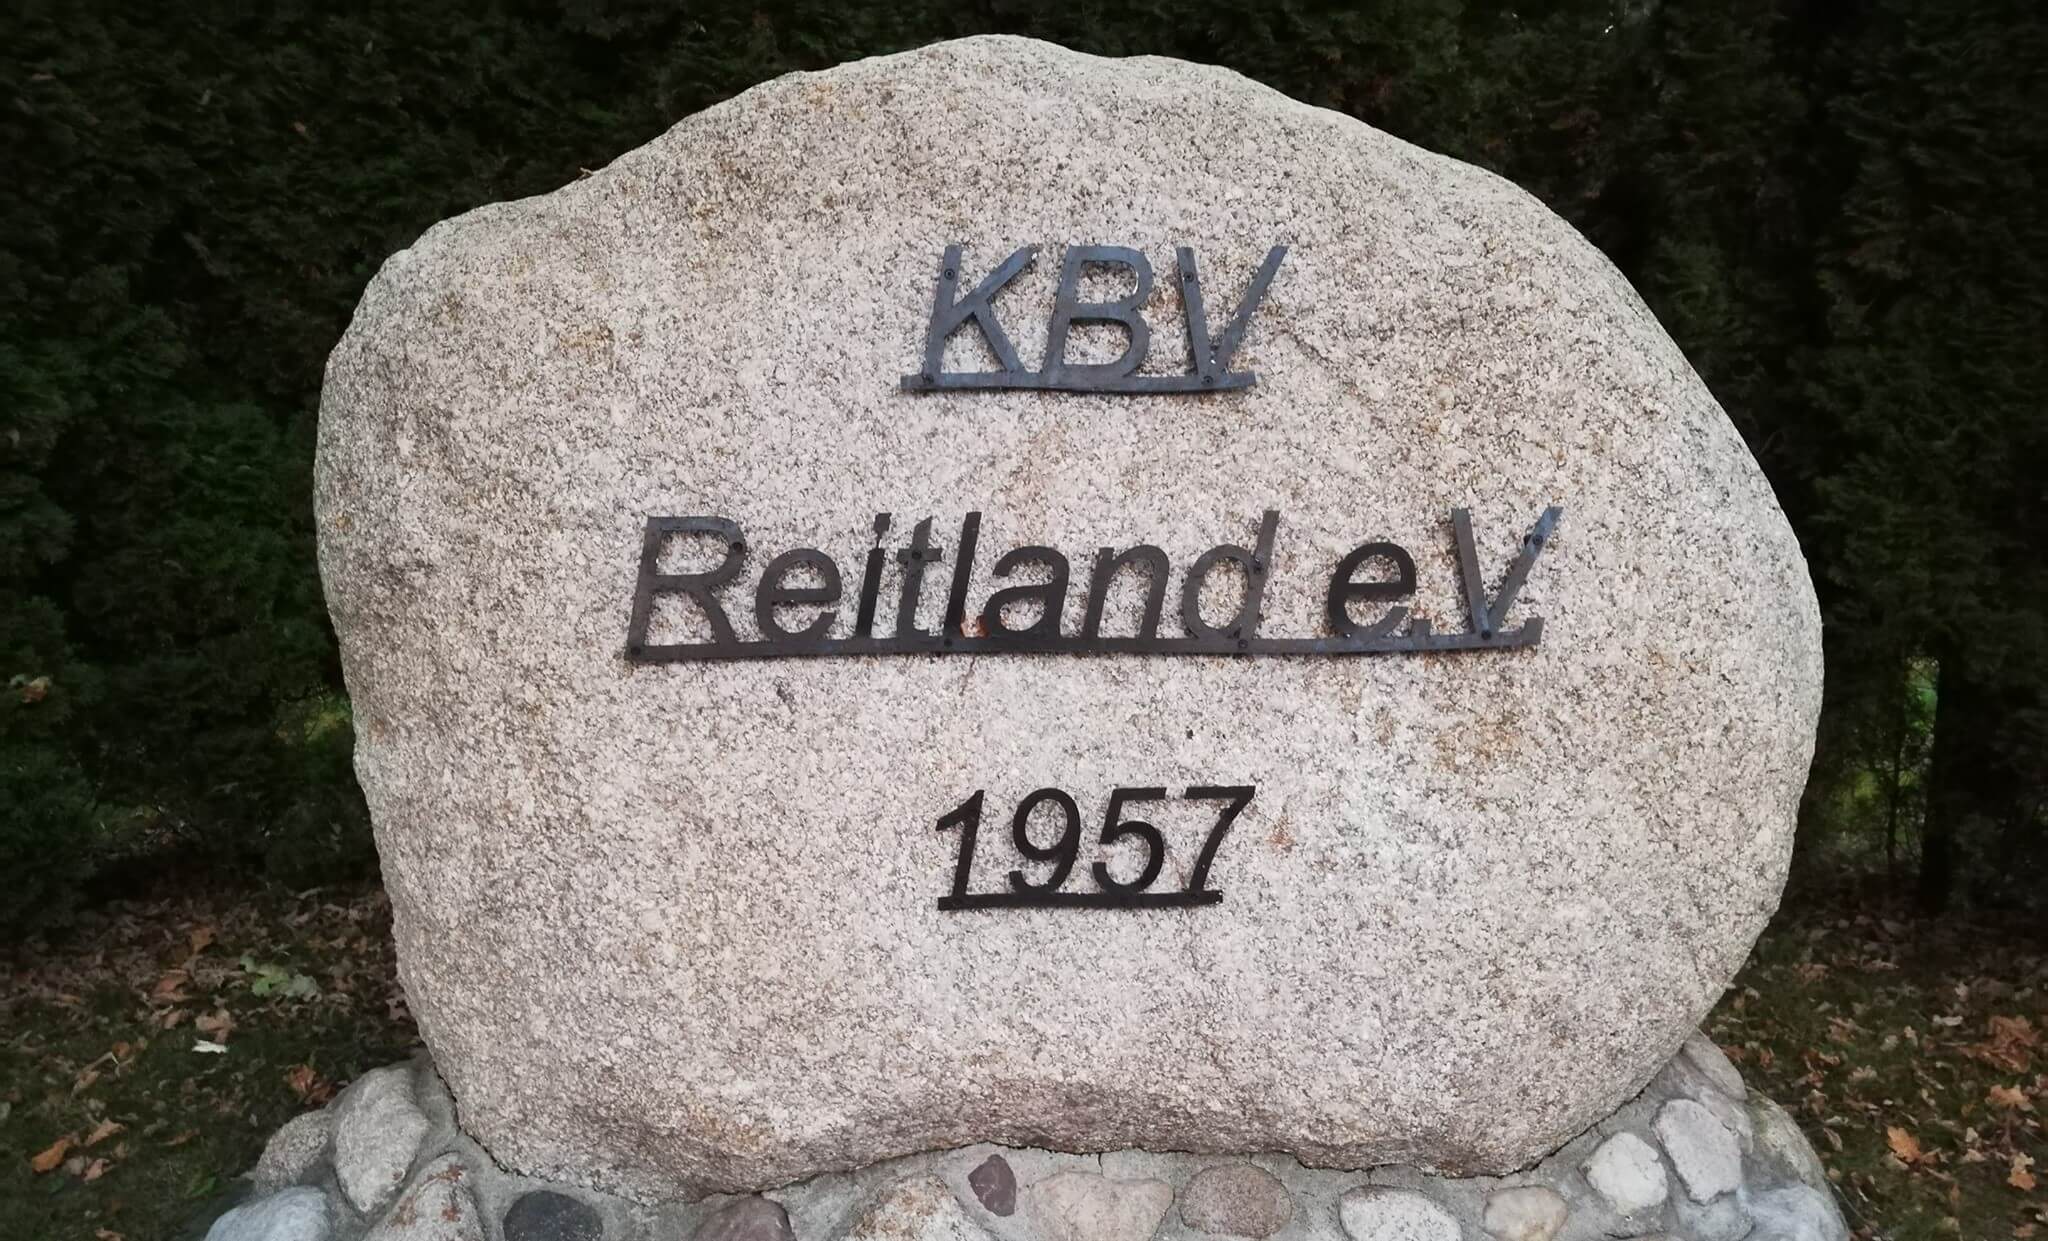 KBV
Reitland e.V.
1957